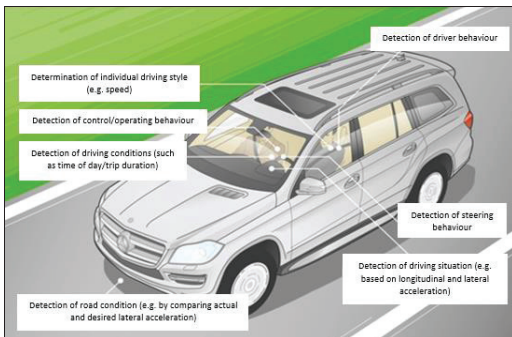 Detection of driver behaviour
Determination of individual driving style
(e.g. speed)
Detection of control/operating behaviour
Detection of driving conditions (such
as time of day/trip duration)
Detection of steering
behaviour
Detection of driving situation (e.g.
based on longitudinal and lateral
acceleration)
Detection of road condition (e.g. by comparing actual
and desired lateral acceleration)